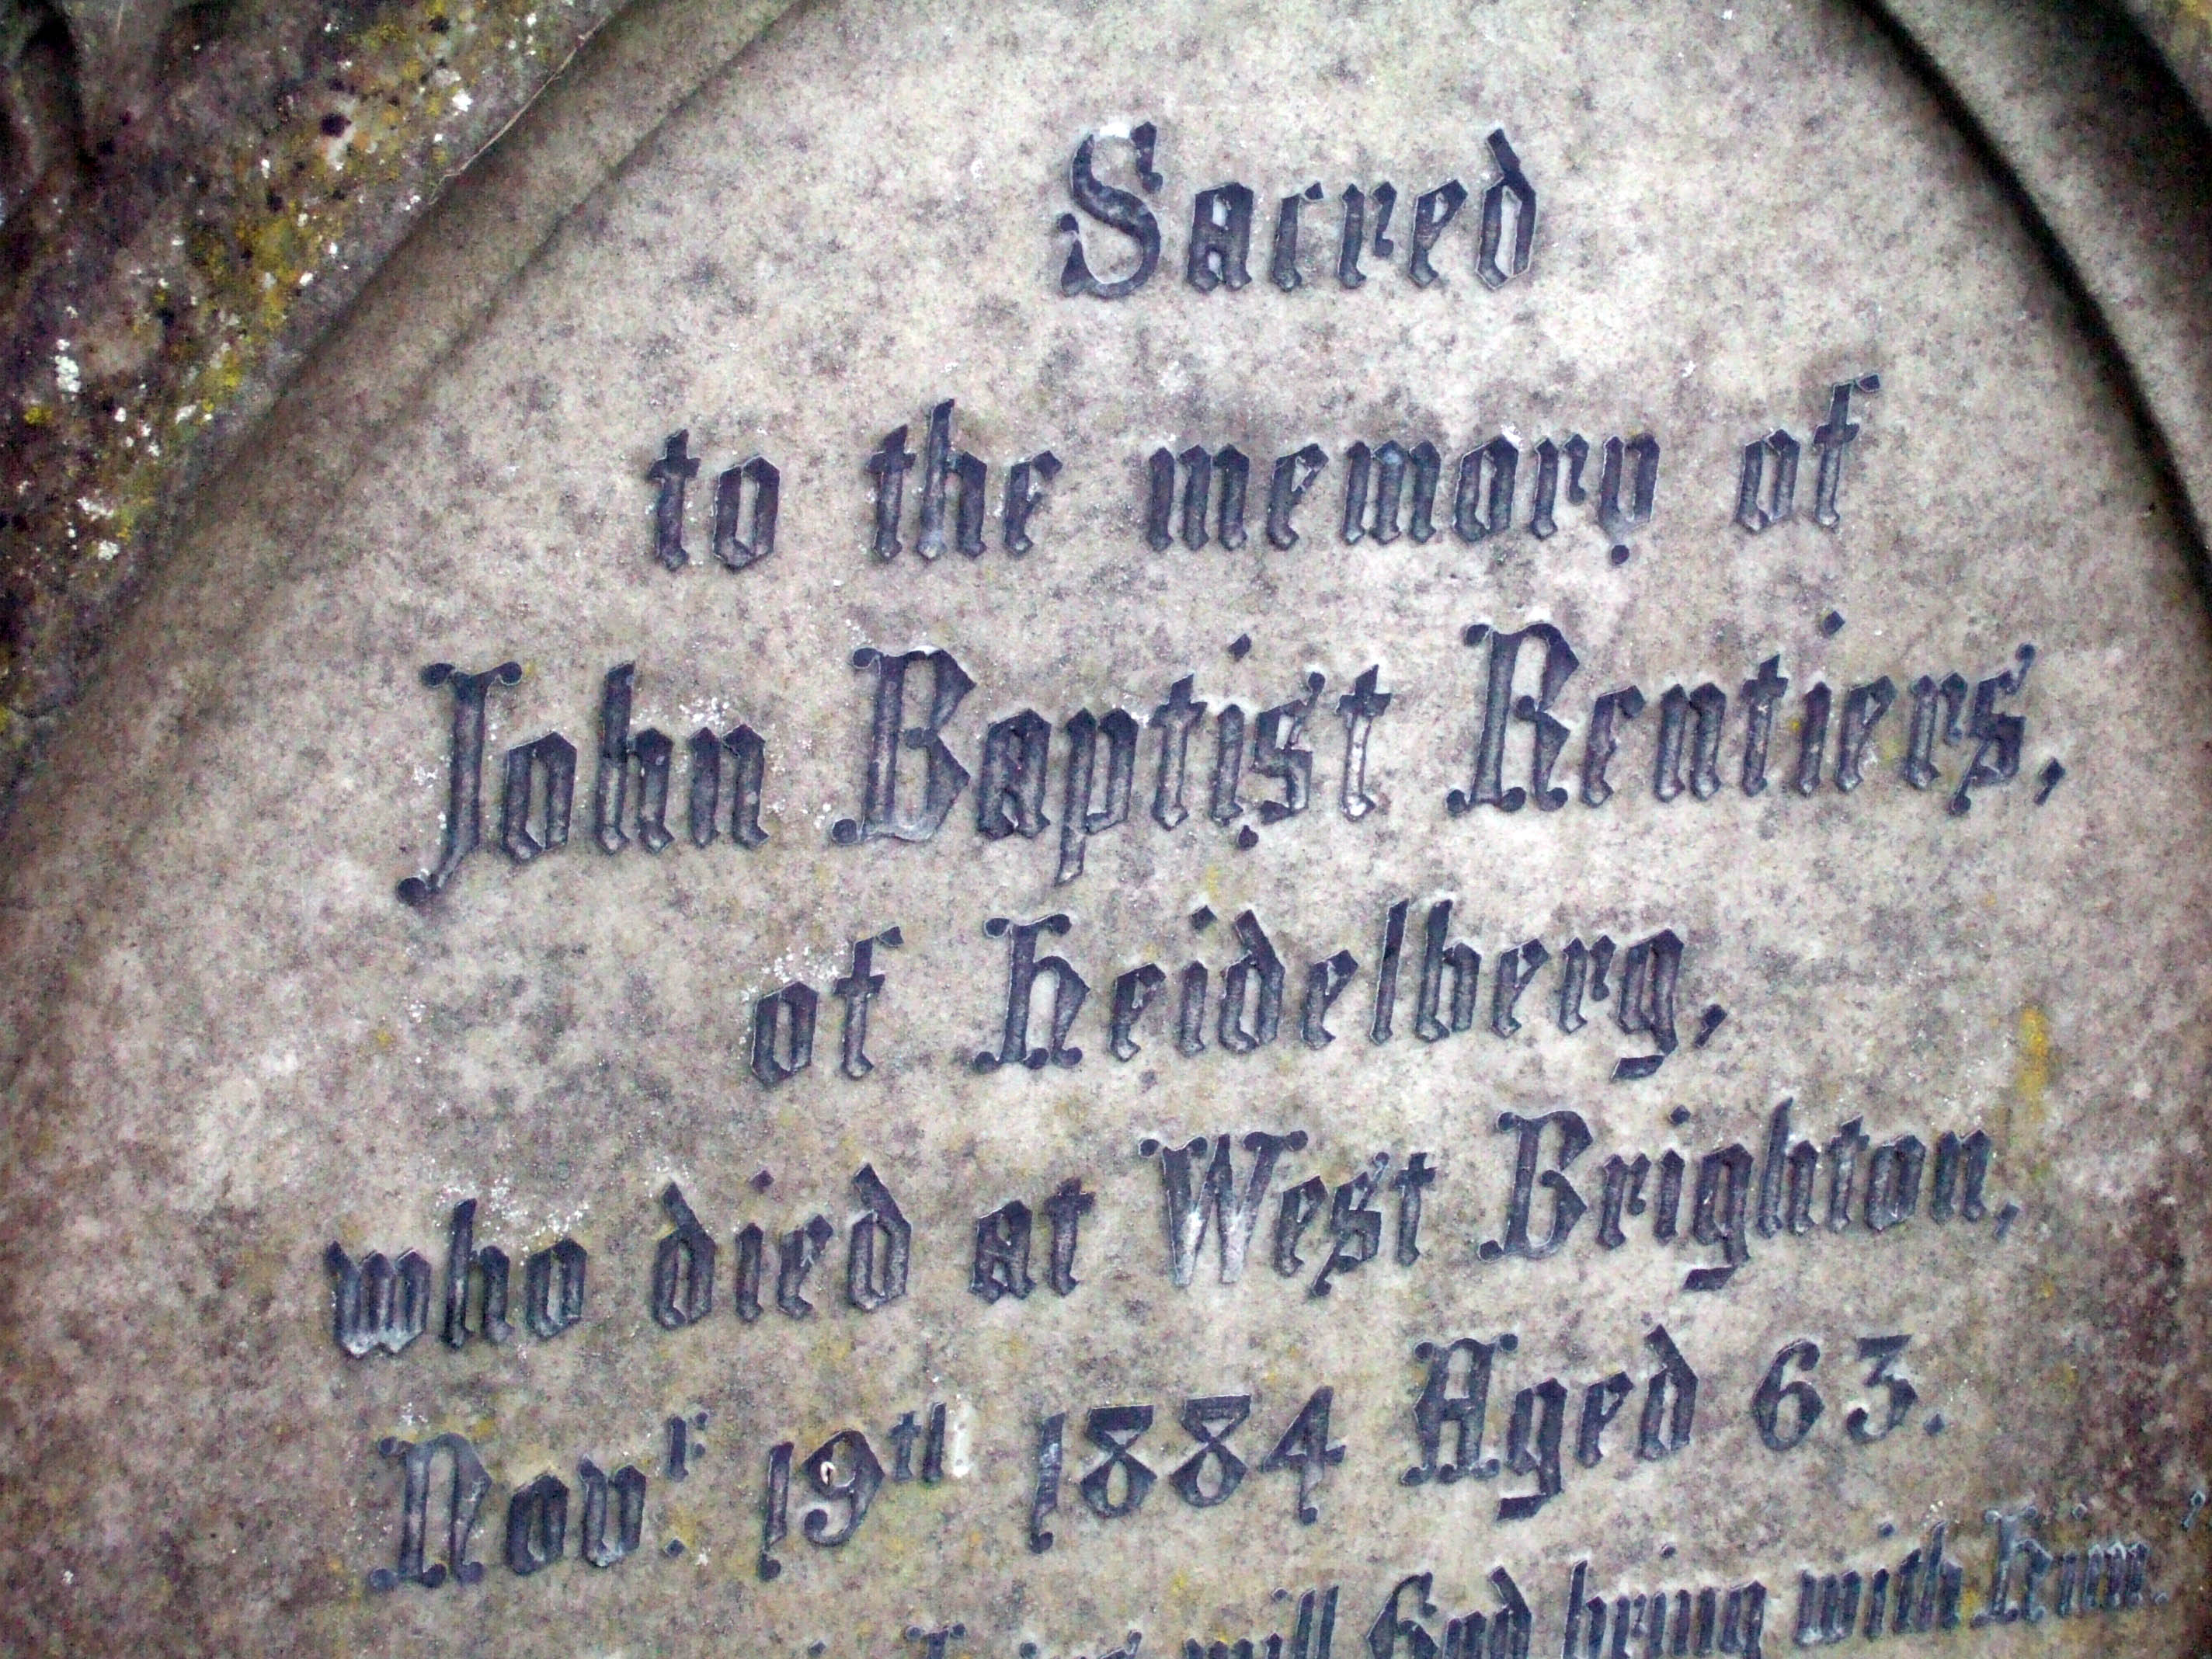 Sacred
to the memory of
John Baptist Rentiers,
of Heidelberg,
who died at West Brighton,
Novr. 19th 1884 Aged 63.
will God bring with Him."